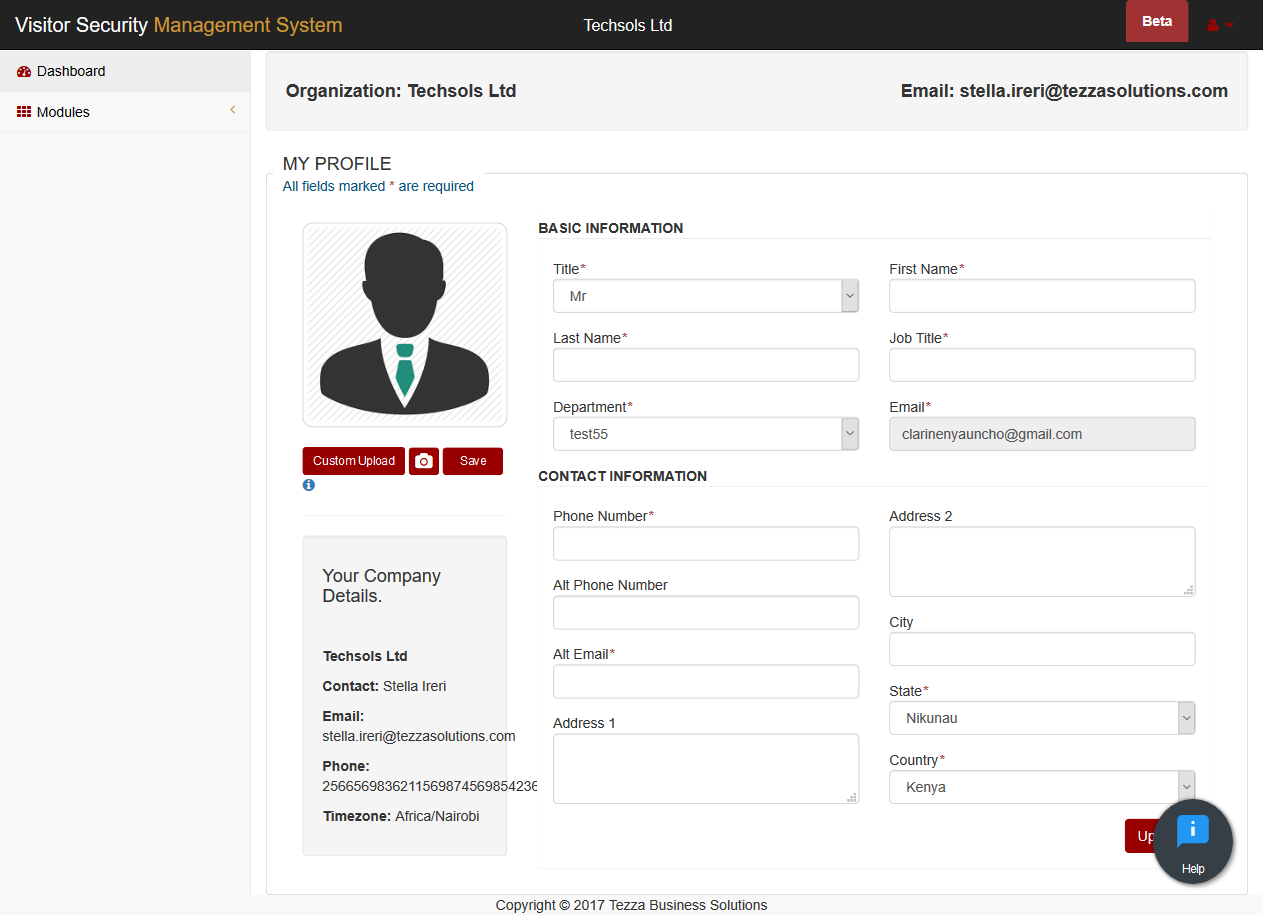 Visitor Security Management System
Techsols Ltd
Beta
Dashboard
Modules
Organization: Techsols Ltd
Email: stella.ireri@tezzasolutions.com
MY PROFILE
All fields marked * are required
Custom Upload
Save
Your Company
Details.
Techsols Ltd
Contact: Stella Ireri
Email:
stella.ireri@tezzasolutions.com
Phone:
2566569836211569874569854236
Timezone: Africa/Nairobi
BASIC INFORMATION
Title*
Mr
First Name*
Last Name*
Job Title*
Department*
test55
Email*
clarinenyauncho@gmail.com
CONTACT INFORMATION
Phone Number*
Alt Phone Number
Alt Email*
Address 1
Address 2
City
State*
Nikunau
Country*
Kenya
Up
Help
Copyright © 2017 Tezza Business Solutions